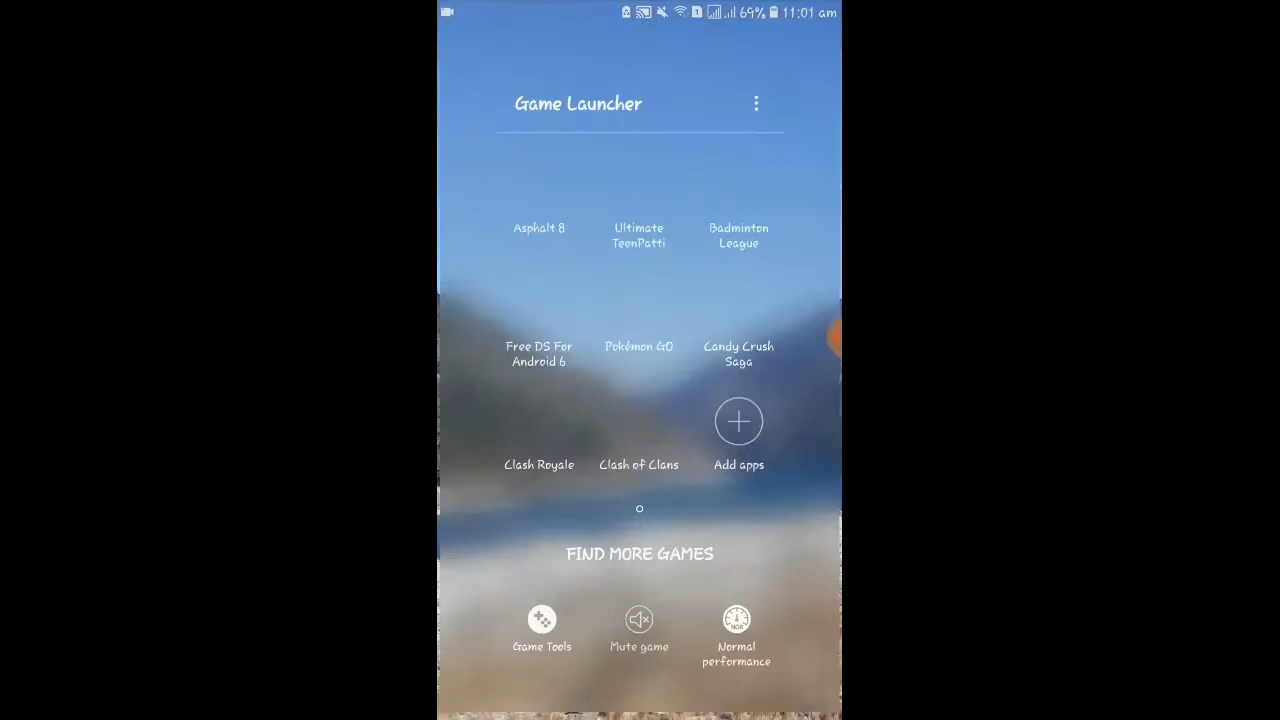 69% 11:01 am
Game Launcher
Asphalt 8
Ultimate
TeenPatti
Badminton
League
Free DS For
Android 6
Pokémon GO
Candy Crush
Saga
Clash Royale
Clash of Clans
Add apps
FIND MORE GAMES
Game Tools
Mute game
NOR
Normal
performance